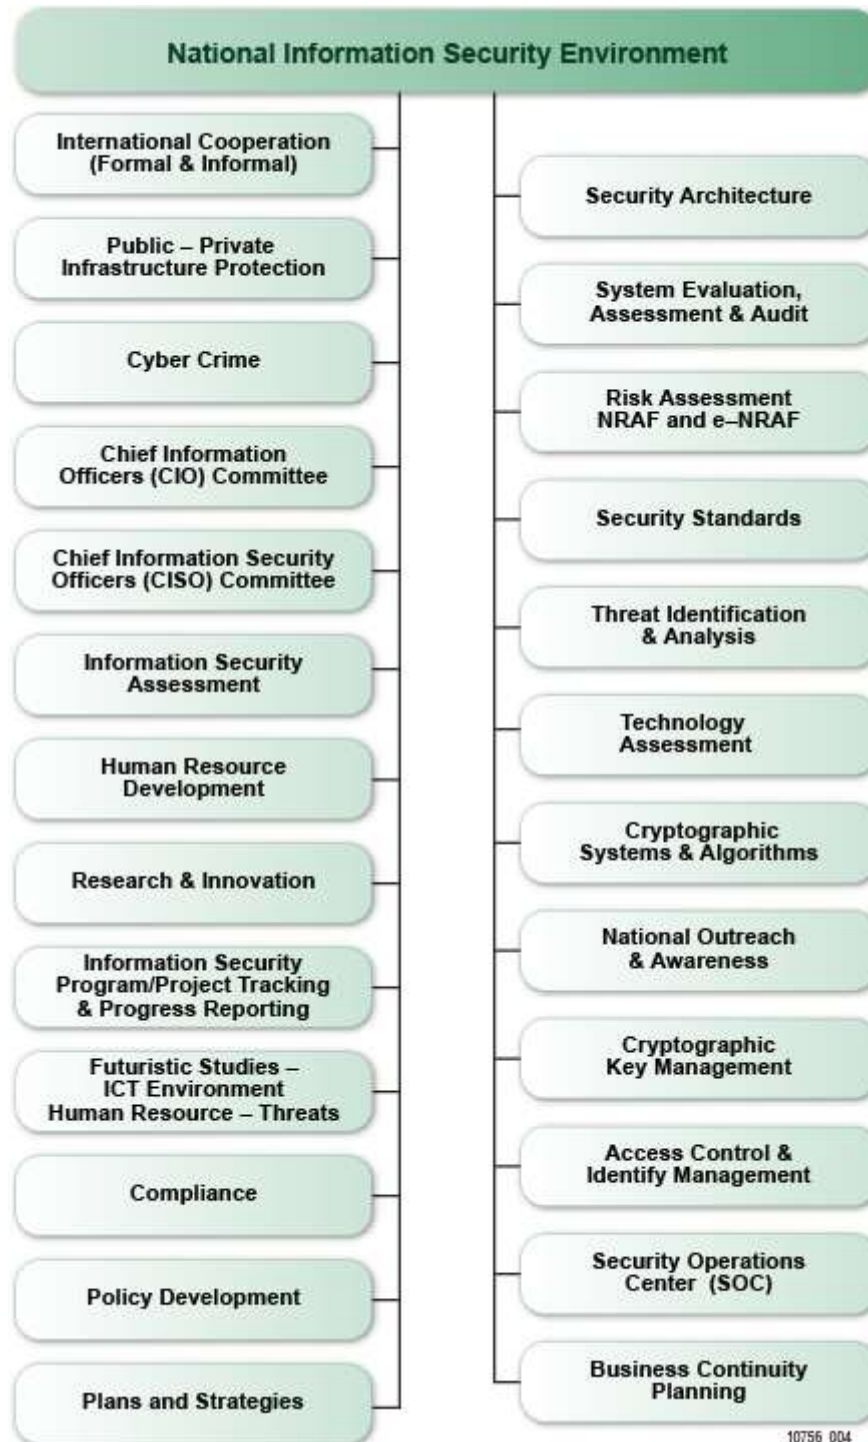 National Information Security Environment
International Cooperation
(Formal & Informal)
Public – Private
Infrastructure Protection
Cyber Crime
Chief Information
Officers (CIO) Committee
Chief Information Security
Officers (CISO) Committee
Information Security
Assessment
Human Resource
Development
Research & Innovation
Information Security
Program/Project Tracking
& Progress Reporting
Futuristic Studies –
ICT Environment
Human Resource – Threats
Compliance
Policy Development
Plans and Strategies
Security Architecture
System Evaluation,
Assessment & Audit
Risk Assessment
NRAF and e–NRAF
Security Standards
Threat Identification
& Analysis
Technology
Assessment
Cryptographic
Systems & Algorithms
National Outreach
& Awareness
Cryptographic
Key Management
Access Control &
Identify Management
Security Operations
Center (SOC)
Business Continuity
Planning
10756_004